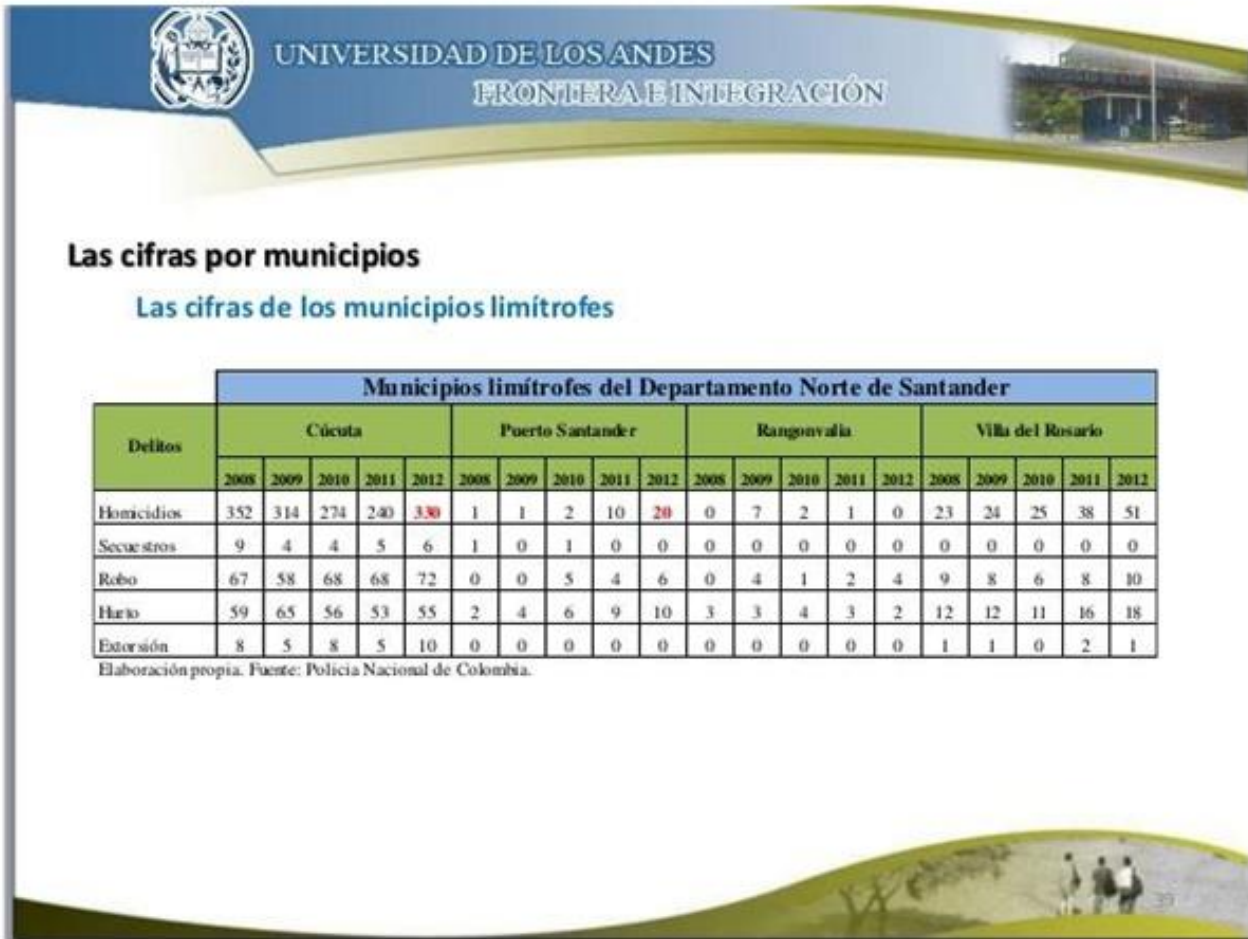 UNIVERSIDAD DE LOS ANDES
FRONTERA E INTEGRACIÓN
Las cifras por municipios
Las cifras de los municipios limítrofes
Municipios limítrofes del Departamento Norte de Santander
Delitos Cúcuta Puerto Santander Rangonvalia Villa del Rosario
2008 2009 2010 2011 2012 2008 2009 2010 2011 2012 2008 2009 2010 2011 2012 2008 2009 2010 2011 2012
Homicidios 352 314 274 240 330 1 1 2 10 20 0 7 2 1 0 23 24 25 38 51
Secuestros 9 4 4 5 6 1 0 1 0 0 0 0 0 0 0 0 0 0 0 0
Robo 67 58 68 68 72 0 0 5 4 6 0 4 1 2 4 9 8 6 8 10
Hurto 59 65 56 53 55 2 4 6 9 10 3 3 4 3 2 12 12 11 16 18
Extorsión 8 5 8 5 10 0 0 0 0 0 0 0 0 0 0 1 1 0 2 1
Elaboración propia. Fuente: Policia Nacional de Colombia.